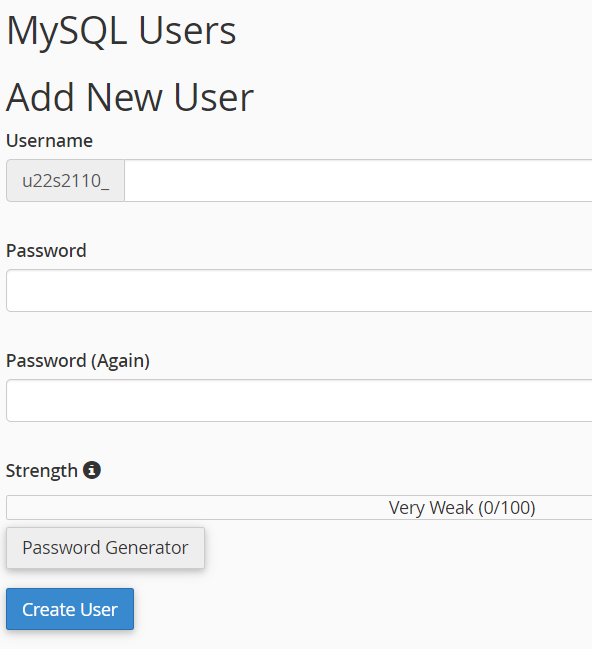 MySQL Users
Add New User
Username
u22s2110_
Password
Password (Again)
Strength
Very Weak (0/100)
Password Generator
Create User